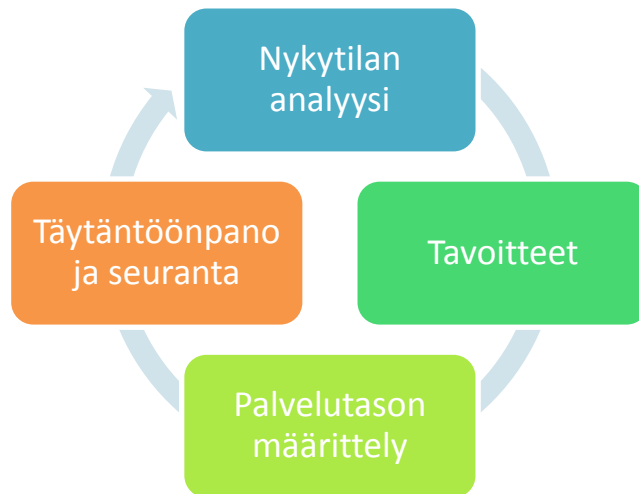 Nykytilan
analyysi
Tavoitteet
Palvelutason
määrittely
Täytäntöönpano
ja seuranta